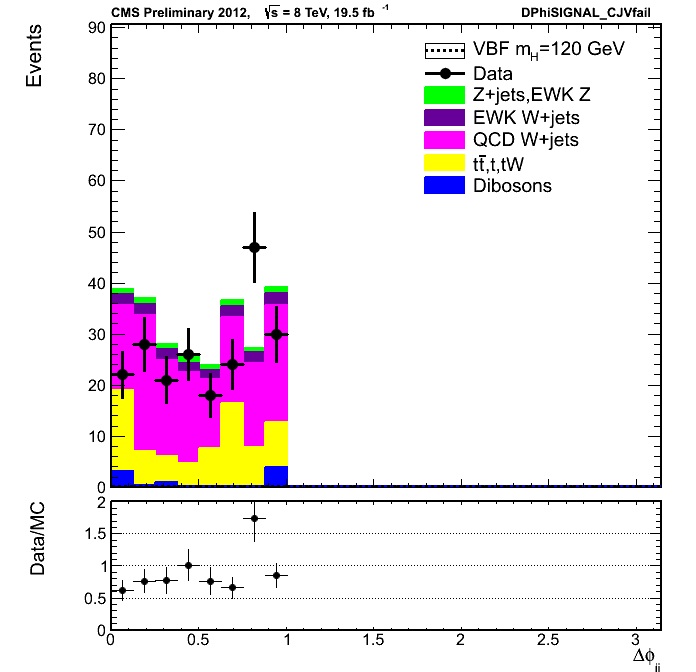 CMS Preliminary 2012, √s = 8 TeV, 19.5 fb⁻¹ DPhiSIGNAL_CJVfail
Events
90
80
70
60
50
40
30
20
10
0
VBF m_H=120 GeV
Data
Z+jets,EWK Z
EWK W+jets
QCD W+jets
tt̅,t,tW
Dibosons
Data/MC
2
1.5
1
0.5
0
0 0.5 1 1.5 2 2.5 3
Δϕ_jj